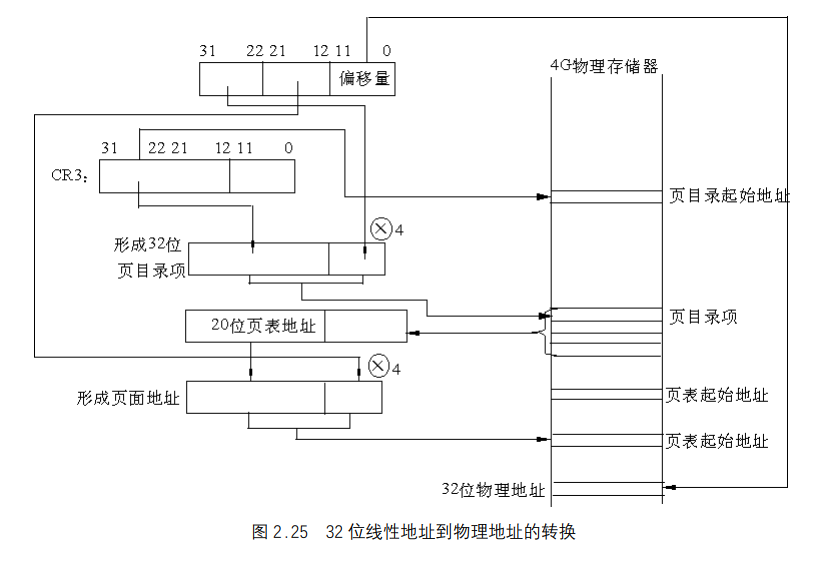 31 22 21 12 11 0
偏移量
4G物理存储器
31 22 21 12 11 0
CR3:
页目录起始地址
×4
形成32位
页目录项
20位页表地址
页目录项
×4
形成页面地址
页表起始地址
页表起始地址
32位物理地址
图 2.25 32 位线性地址到物理地址的转换